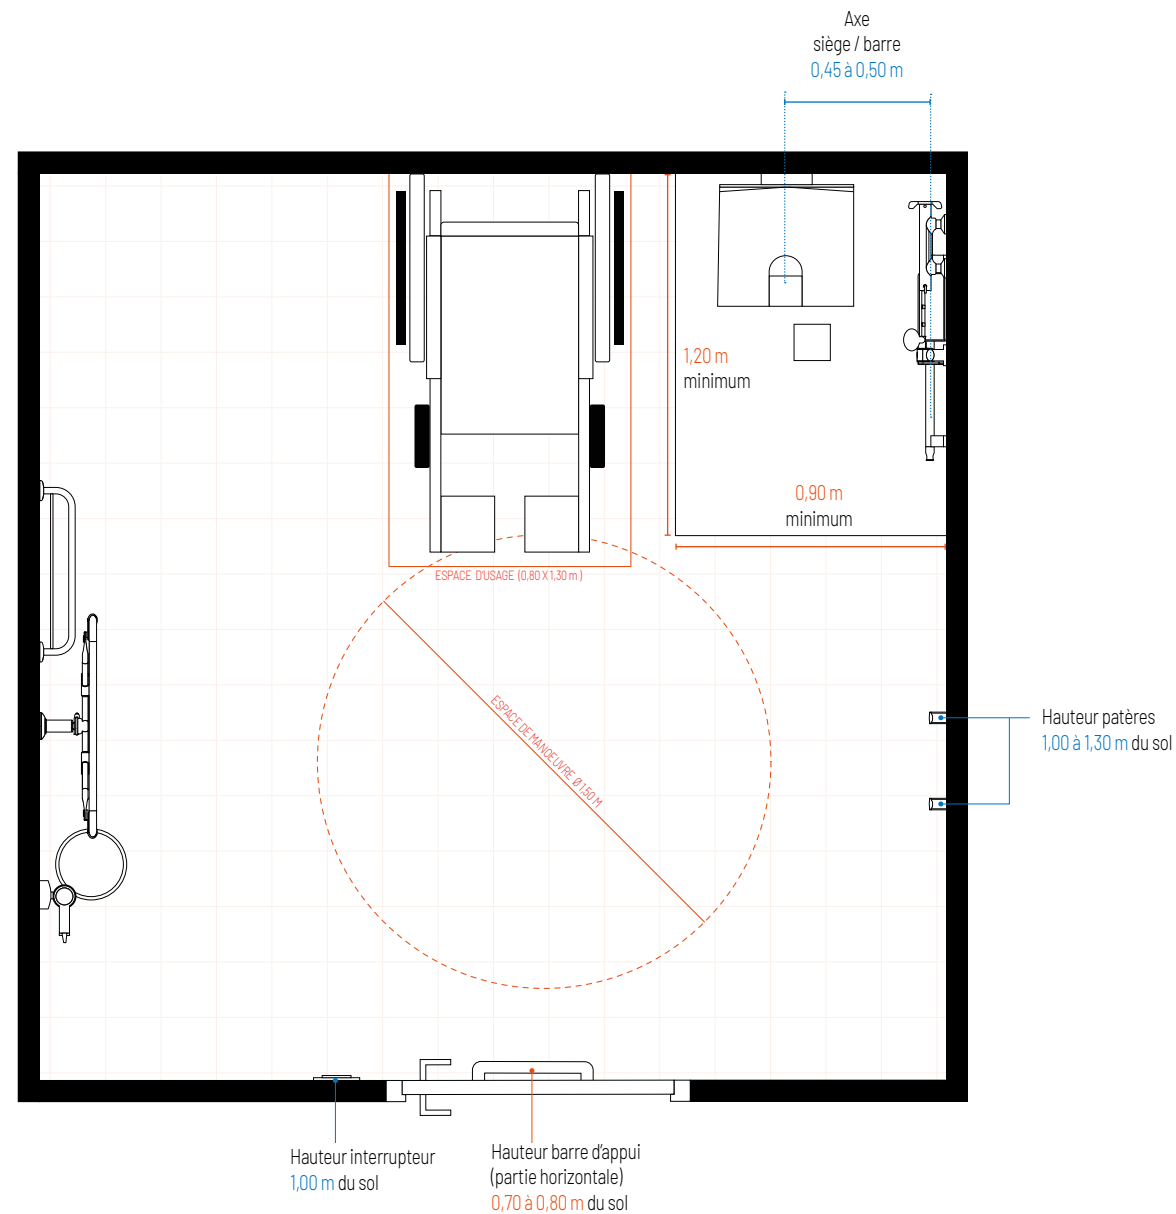 Axe
siège / barre
0,45 à 0,50 m
1,20 m
minimum
0,90 m
minimum
ESPACE D'USAGE (0,80 X 1,30 m )
ESPACE DE MANOEUVRE Ø 1,50 M
Hauteur patères
1,00 à 1,30 m du sol
Hauteur interrupteur
1,00 m du sol
Hauteur barre d'appui
(partie horizontale)
0,70 à 0,80 m du sol